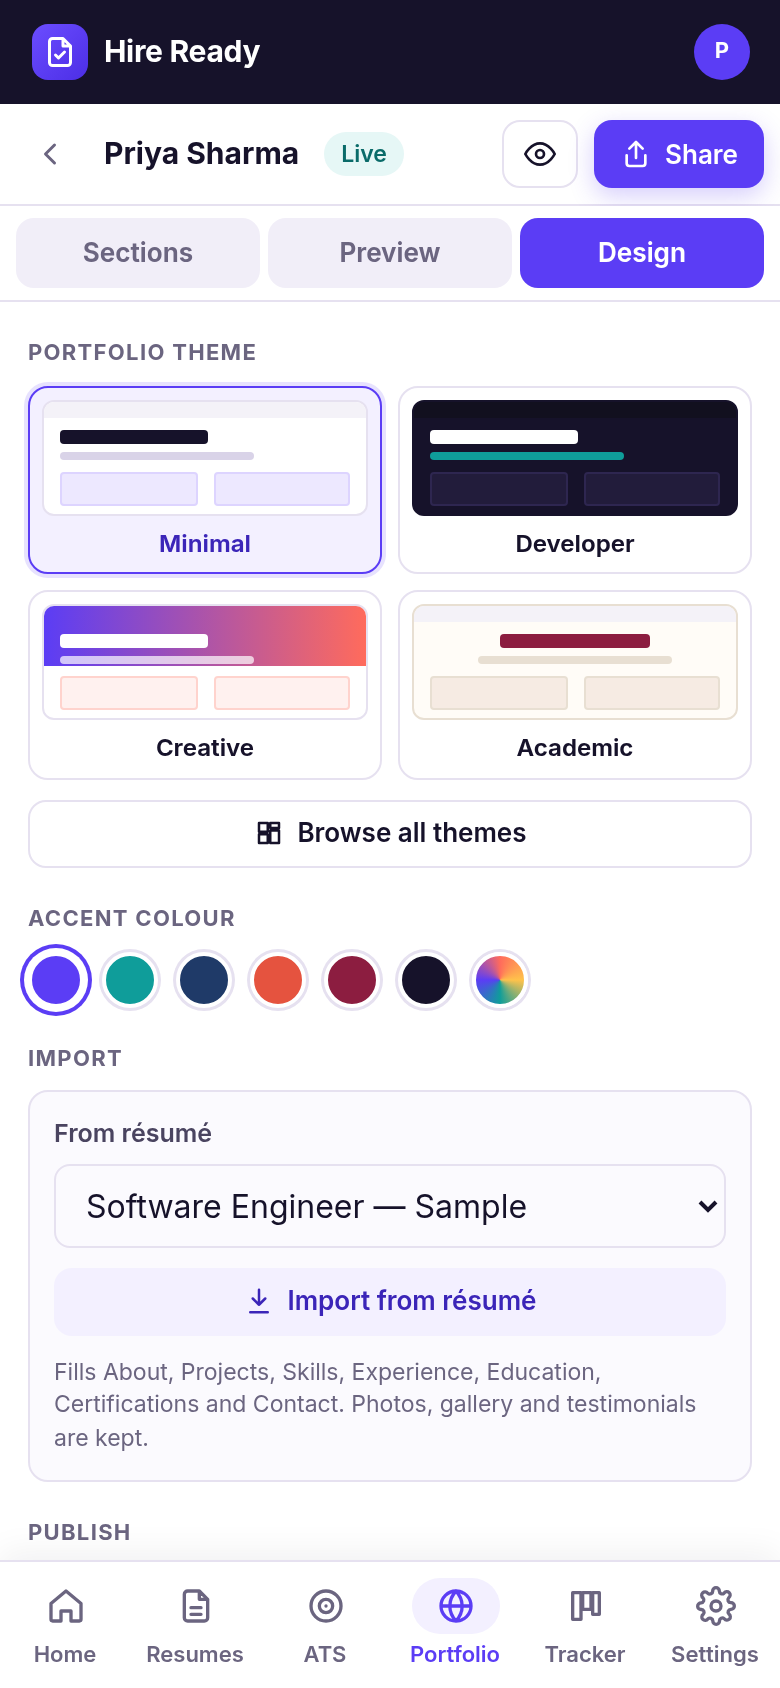 Hire Ready
P
Priya Sharma
Live
Share
Sections
Preview
Design
PORTFOLIO THEME
Minimal
Developer
Creative
Academic
Browse all themes
ACCENT COLOUR
IMPORT
From résumé
Software Engineer — Sample
Import from résumé
Fills About, Projects, Skills, Experience, Education,
Certifications and Contact. Photos, gallery and testimonials
are kept.
PUBLISH
Home
Resumes
ATS
Portfolio
Tracker
Settings